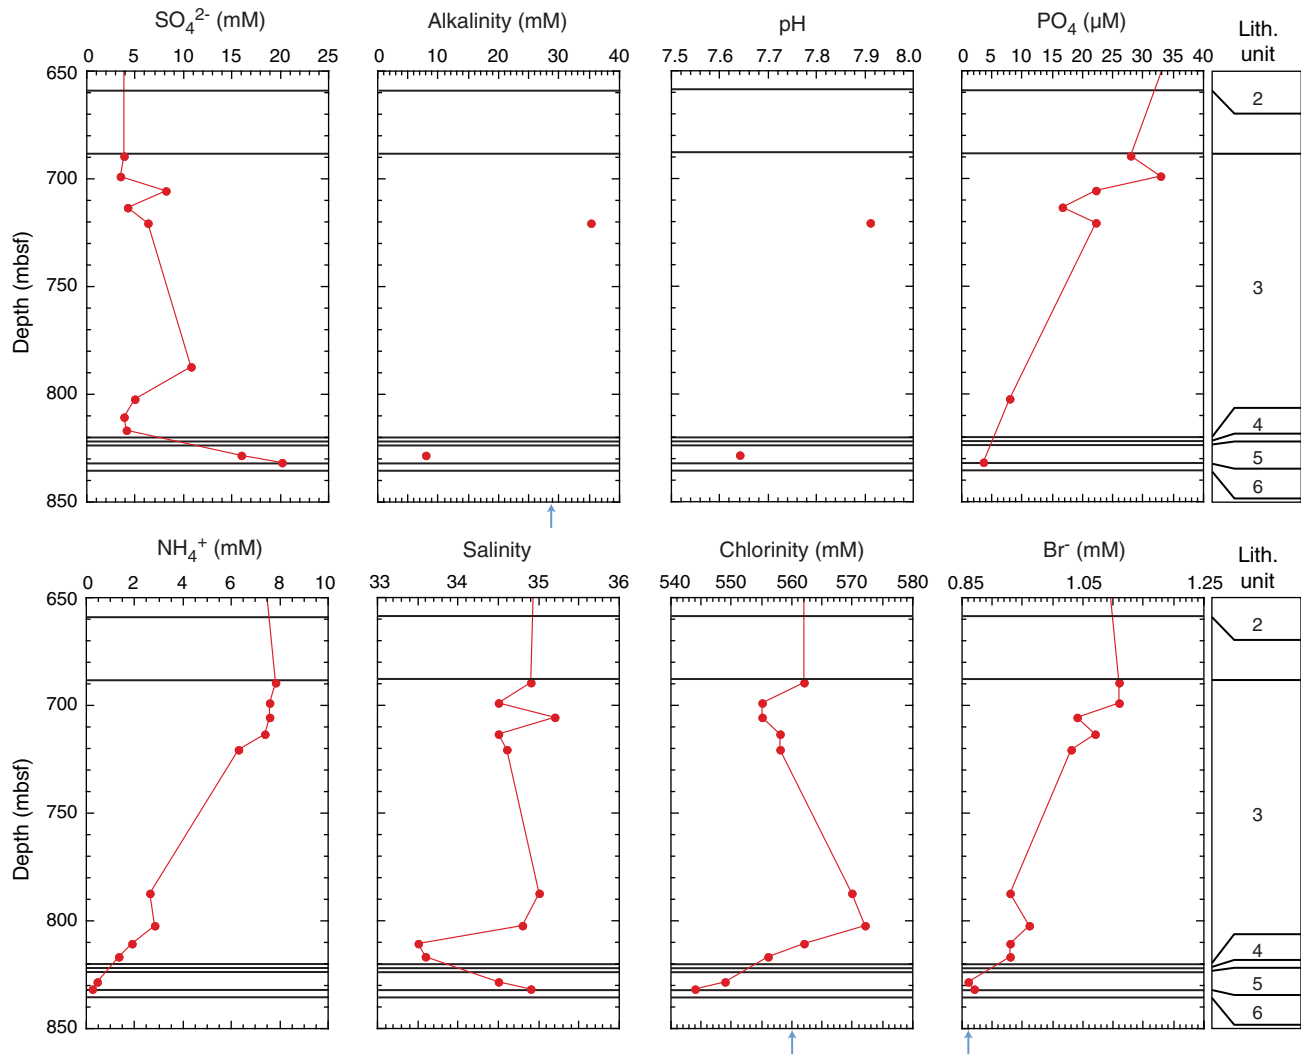 SO₄²⁻ (mM)
Alkalinity (mM)
pH
PO₄ (µM)
Lith. unit
0 5 10 15 20 25
0 10 20 30 40
7.5 7.6 7.7 7.8 7.9 8.0
0 5 10 15 20 25 30 35 40
650
700
750
800
850
Depth (mbsf)
2
3
4
5
6
NH₄⁺ (mM)
Salinity
Chlorinity (mM)
Br⁻ (mM)
Lith. unit
0 2 4 6 8 10
33 34 35 36
540 550 560 570 580
0.85 1.05 1.25
650
700
750
800
850
Depth (mbsf)
2
3
4
5
6